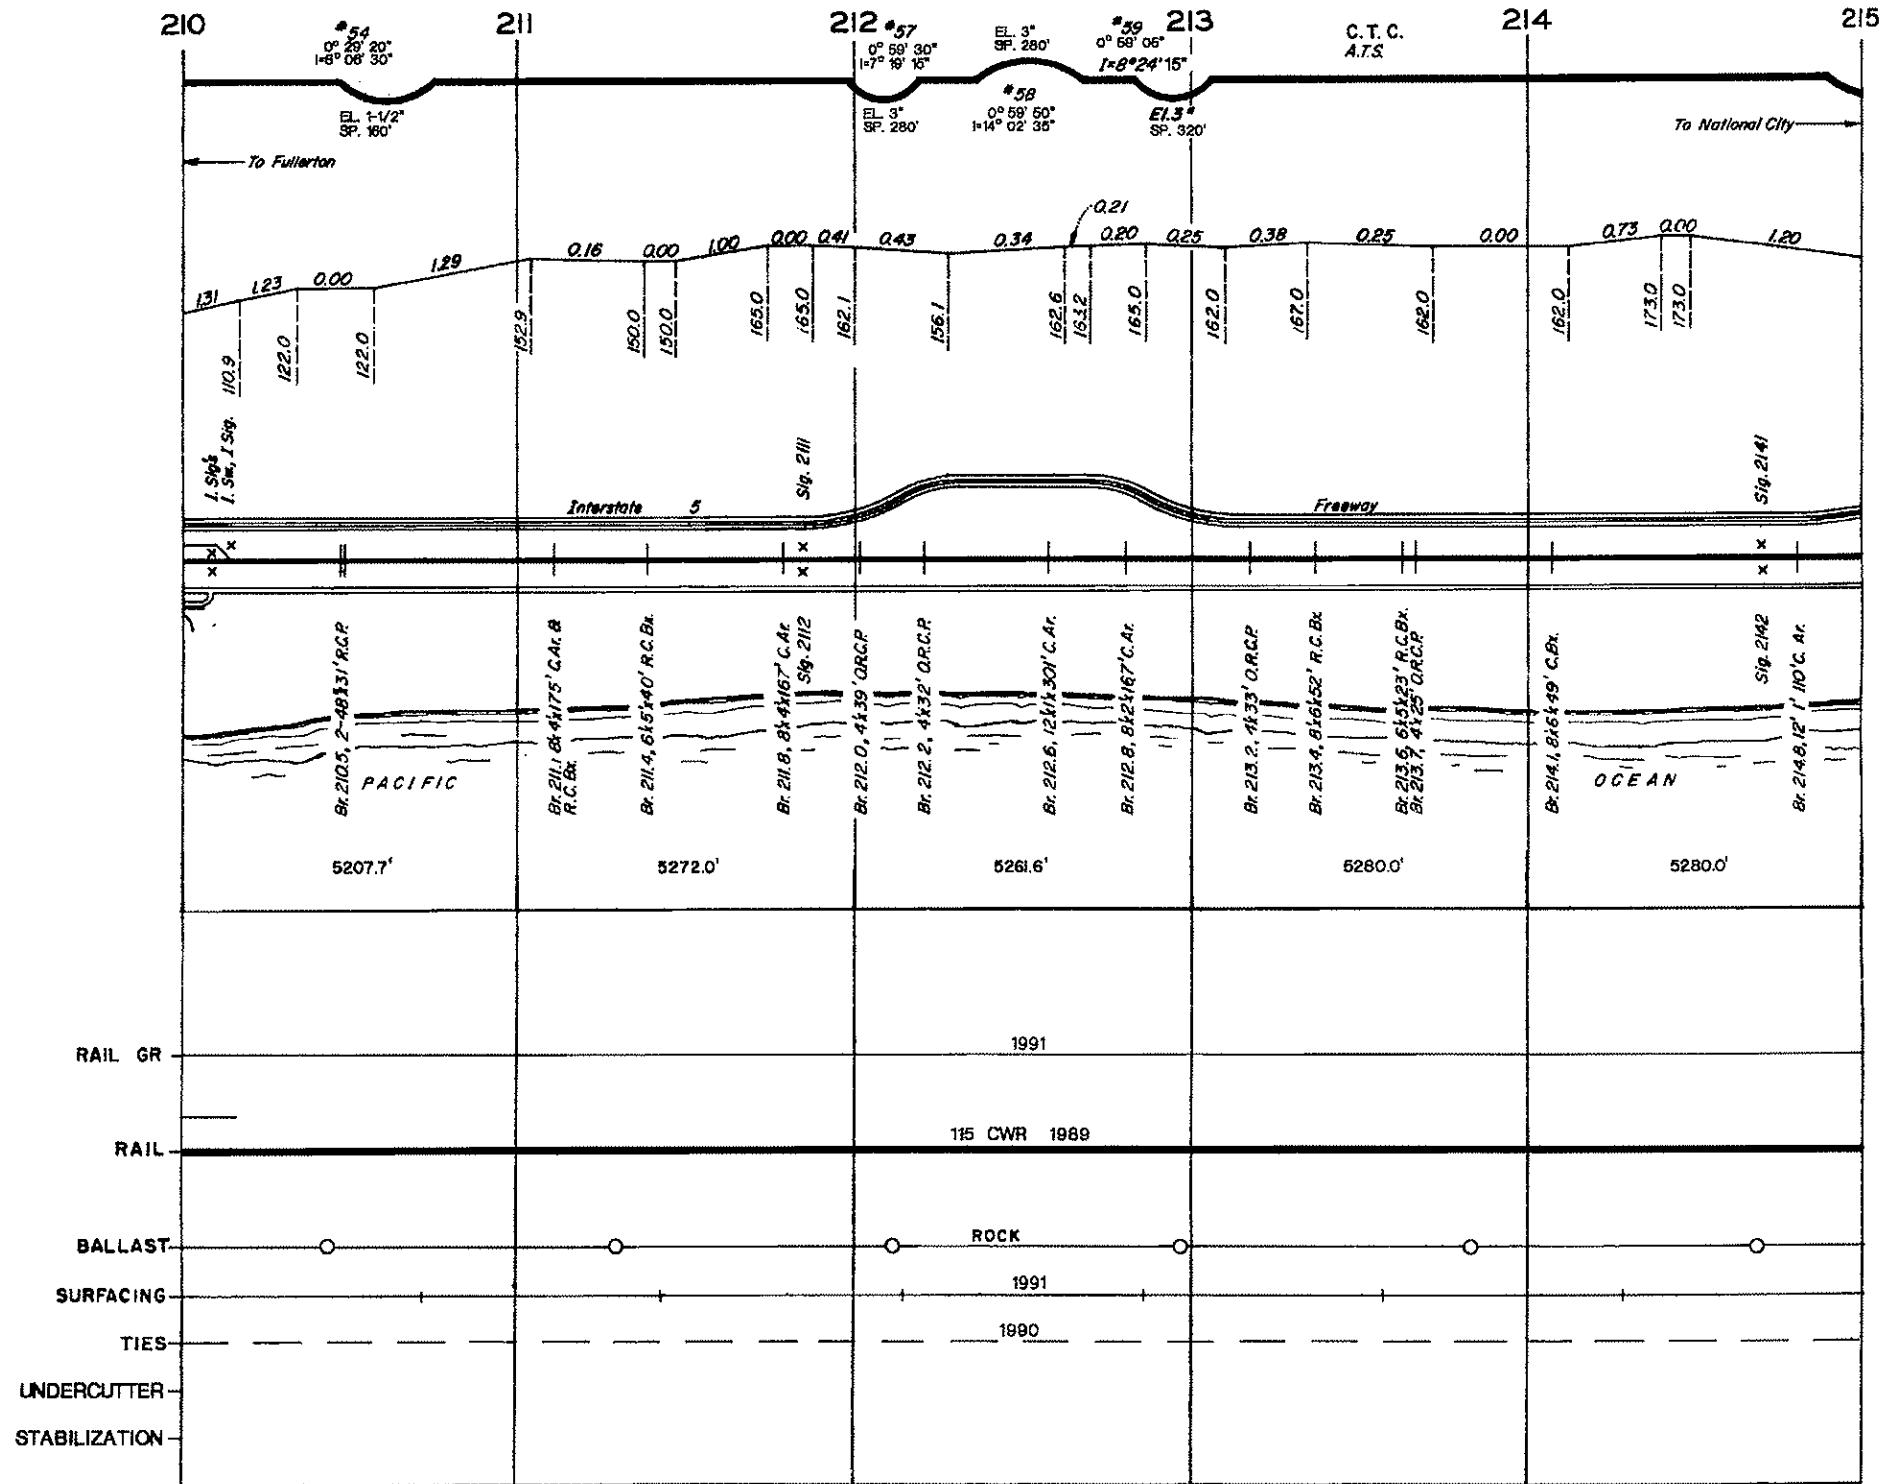 210
211
212
213
214
215
#54
0° 29' 20"
I=8° 06' 30"
#57
0° 59' 30"
I=7° 19' 15"
EL. 3"
SP. 280'
#59
0° 59' 05"
I=8°24'15"
C. T. C.
A.T.S.
EL. 1-1/2"
SP. 160'
EL. 3"
SP. 280'
#58
0° 59' 50"
I=14° 02' 35"
El. 3"
SP. 320'
To National City
To Fullerton
1.31
1.23
0.00
1.29
0.16
0.00
1.00
0.00
0.41
0.43
0.34
0.21
0.20
0.25
0.38
0.25
0.00
0.73
0.00
1.20
110.9
122.0
122.0
152.9
150.0
150.0
165.0
165.0
162.1
156.1
162.6
163.2
165.0
162.0
167.0
162.0
162.0
173.0
173.0
1. Sig's
1. Sw., 1 Sig.
Sig. 2111
Sig. 2141
Interstate 5
Freeway
Br. 210.5, 2-48"x31' R.C.P.
Br. 211.1 8'x4'x175' C.Ar. &
R.C. Bx.
Br. 211.4, 6'x5'x40' R.C.Bx.
Br. 211.8, 8'x4'x167' C.Ar.
Sig. 2112
Br. 212.0, 4'x39' O.R.C.P.
Br. 212.2, 4'x32' O.R.C.P.
Br. 212.6, 12'x1'x301' C.Ar.
Br. 212.8, 8'x2'x167' C.Ar.
Br. 213.2, 4'x33' O.R.C.P.
Br. 213.4, 8'x6'x52' R.C.Bx.
Br. 213.6, 6'x5'x23' R.C.Bx.
Br. 213.7, 4'x25' O.R.C.P.
Br. 214.1, 8'x6'x49' C.Bx.
Sig. 2142
Br. 214.8, 12' 1' 110' C. Ar.
PACIFIC
OCEAN
5207.7'
5272.0'
5261.6'
5280.0'
5280.0'
RAIL GR
1991
RAIL
115 CWR 1989
BALLAST
ROCK
SURFACING
1991
TIES
1990
UNDERCUTTER
STABILIZATION